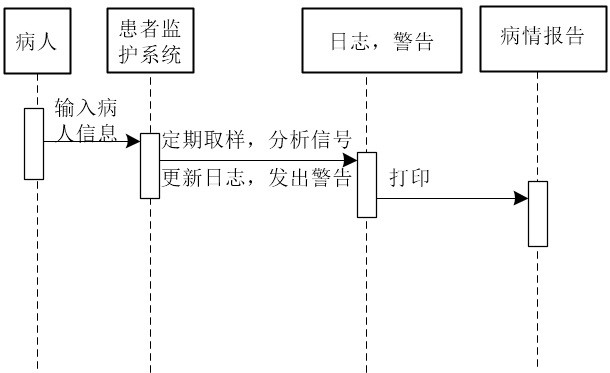 病人
患者监
护系统
日志，警告
病情报告
输入病
人信息
定期取样，分析信号
更新日志，发出警告
打印